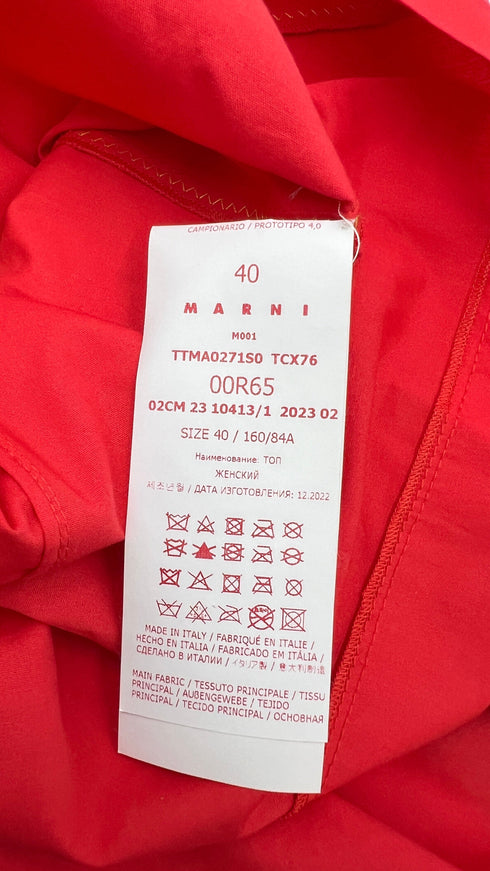 CAMPIONARIO / PROTOTIPO 4,0
40
MARNI
M001
TTMA0271S0 TCX76
00R65
02CM 23 10413/1 2023 02
SIZE 40 / 160/84A
Наименование: ТОП
ЖЕНСКИЙ
제조년월 / ДАТА ИЗГОТОВЛЕНИЯ: 12.2022
MADE IN ITALY / FABRIQUÉ EN ITALIE /
HECHO EN ITALIA / FABRICADO EM ITÁLIA /
СДЕЛАНО В ИТАЛИИ / イタリア製 / 意大利制造
MAIN FABRIC / TESSUTO PRINCIPALE / TISSU
PRINCIPAL / AUßENGEWEBE / TEJIDO
PRINCIPAL / TECIDO PRINCIPAL / ОСНОВНАЯ